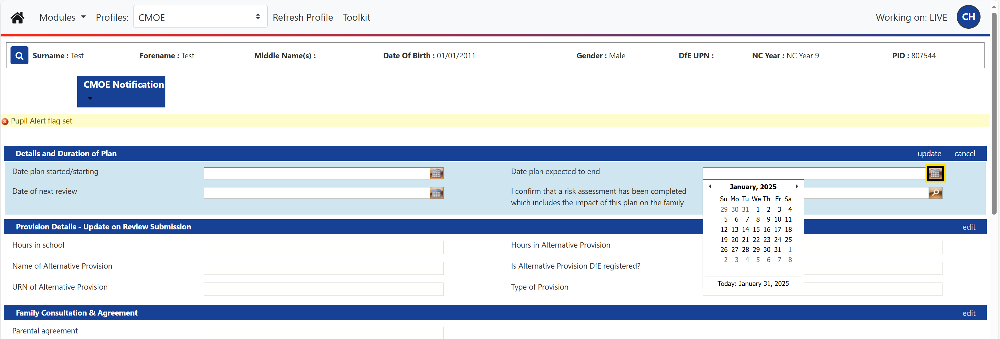 Modules Profiles: CMOE Refresh Profile Toolkit Working on: LIVE CH
Surname : Test Forename : Test Middle Name(s) : Date Of Birth : 01/01/2011 Gender : Male DfE UPN : NC Year : NC Year 9 PID : 807544
CMOE Notification
Pupil Alert flag set
Details and Duration of Plan update cancel
Date plan started/starting Date plan expected to end
Date of next review I confirm that a risk assessment has been completed
which includes the impact of this plan on the family
January, 2025
Su Mo Tu We Th Fr Sa
29 30 31 1 2 3 4
5 6 7 8 9 10 11
12 13 14 15 16 17 18
19 20 21 22 23 24 25
26 27 28 29 30 31 1
2 3 4 5 6 7 8
Today: January 31, 2025
Provision Details - Update on Review Submission edit
Hours in school Hours in Alternative Provision
Name of Alternative Provision Is Alternative Provision DfE registered?
URN of Alternative Provision Type of Provision
Family Consultation & Agreement edit
Parental agreement